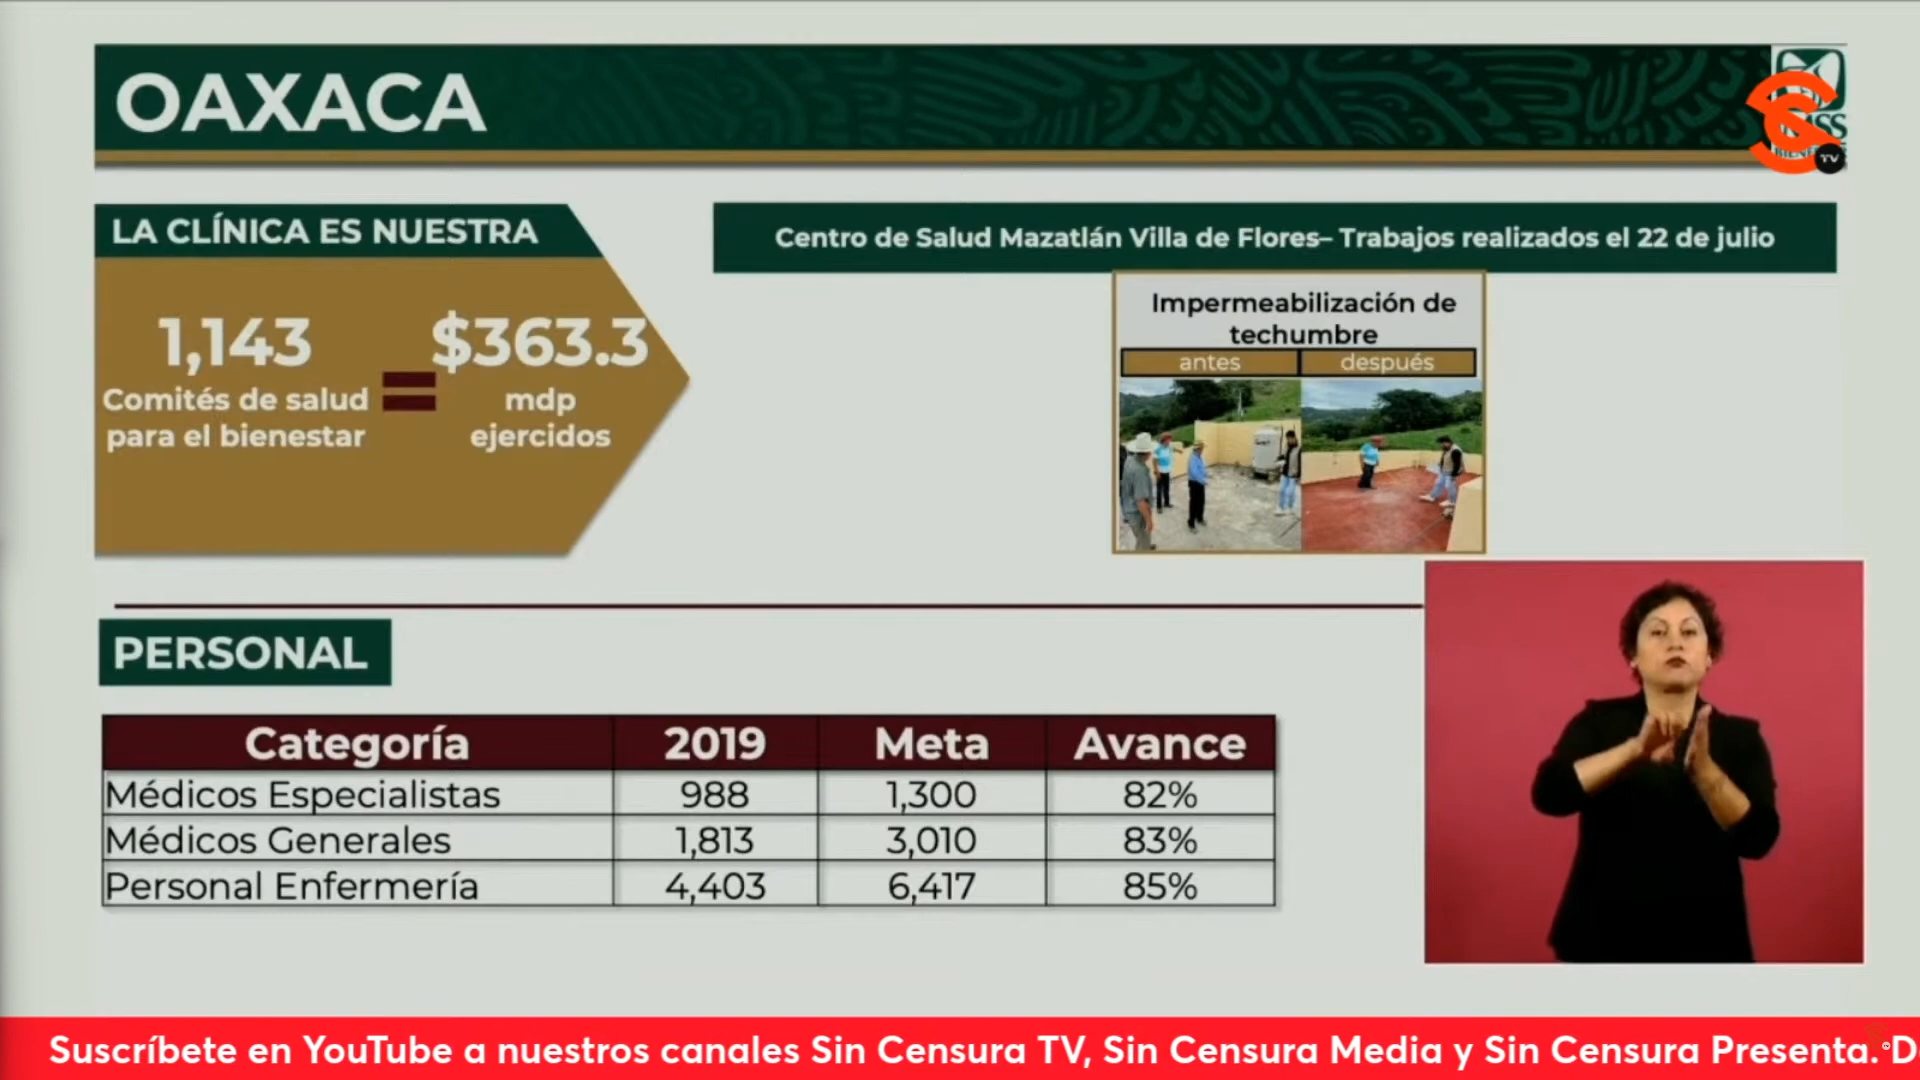 OAXACA
IMSS
BIENESTAR
TV
LA CLÍNICA ES NUESTRA
1,143
Comités de salud
para el bienestar
=
$363.3
mdp
ejercidos
Centro de Salud Mazatlán Villa de Flores– Trabajos realizados el 22 de julio
Impermeabilización de
techumbre
antes después
PERSONAL
Categoría 2019 Meta Avance
Médicos Especialistas 988 1,300 82%
Médicos Generales 1,813 3,010 83%
Personal Enfermería 4,403 6,417 85%
Suscríbete en YouTube a nuestros canales Sin Censura TV, Sin Censura Media y Sin Censura Presenta.